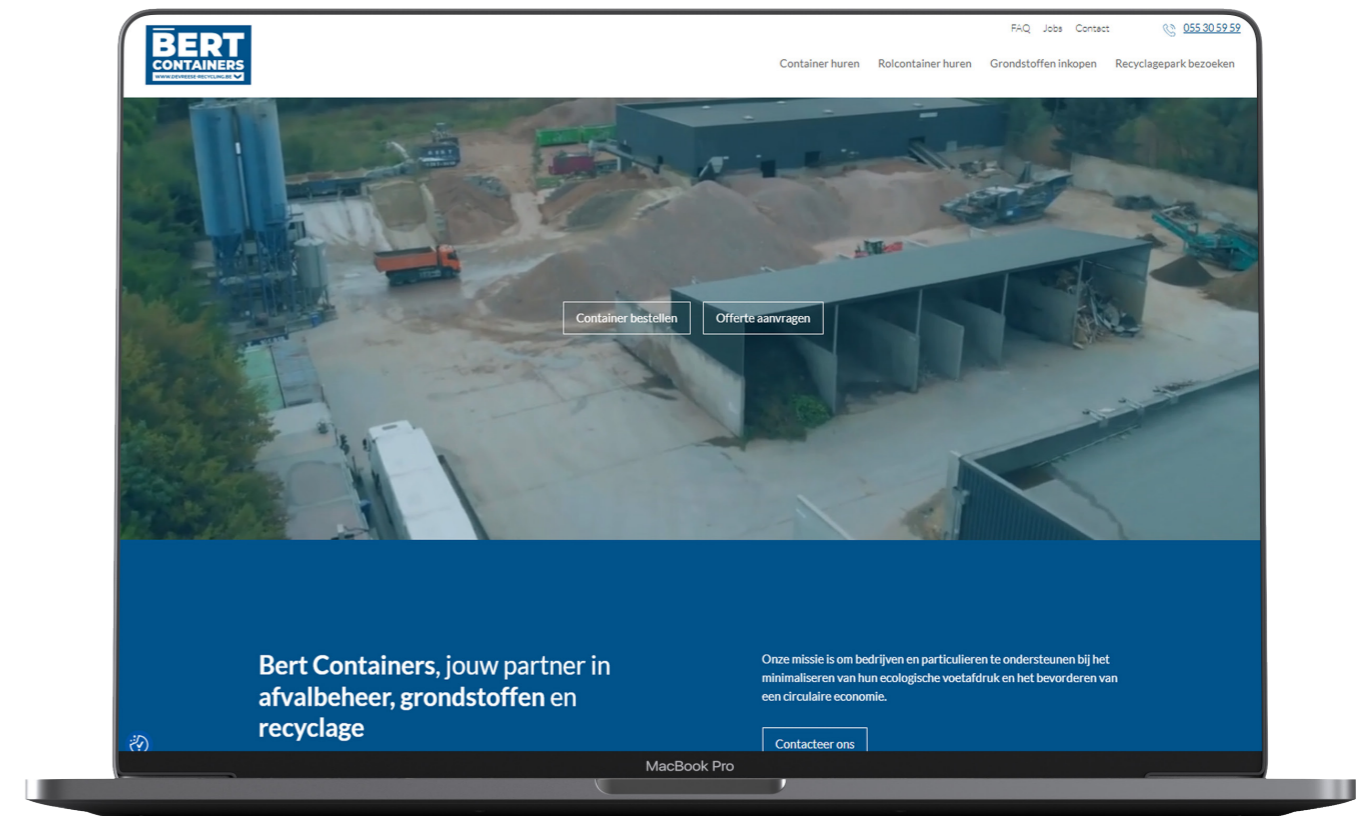 BERT
CONTAINERS
WWW.DEVREESE-RECYCLING.BE
FAQ Jobs Contact 055 30 59 59
Container huren Rolcontainer huren Grondstoffen inkopen Recyclagepark bezoeken
Container bestellen Offerte aanvragen
Bert Containers, jouw partner in
afvalbeheer, grondstoffen en
recyclage
Onze missie is om bedrijven en particulieren te ondersteunen bij het
minimaliseren van hun ecologische voetafdruk en het bevorderen van
een circulaire economie.
Contacteer ons
MacBook Pro